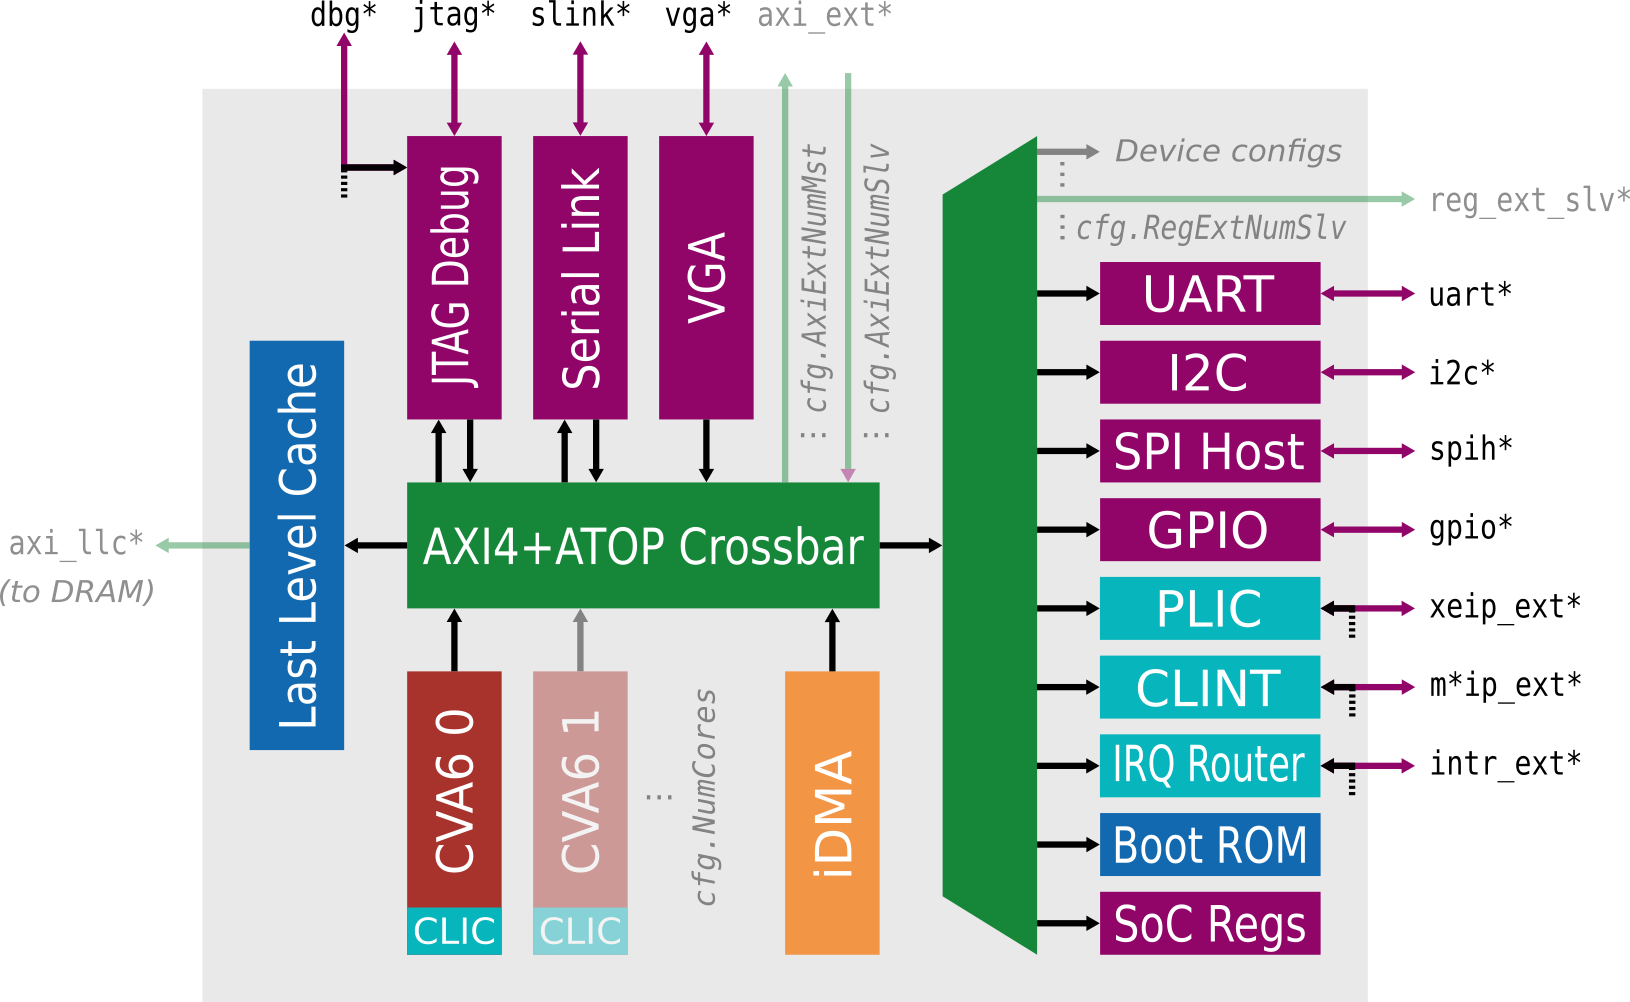 dbg*
jtag*
slink*
vga*
axi_ext*
JTAG Debug
Serial Link
VGA
cfg.AxiExtNumMst
cfg.AxiExtNumSlv
Device configs
reg_ext_slv*
cfg.RegExtNumSlv
UART
uart*
I2C
i2c*
SPI Host
spih*
GPIO
gpio*
PLIC
xeip_ext*
CLINT
m*ip_ext*
IRQ Router
intr_ext*
Boot ROM
SoC Regs
Last Level Cache
axi_llc*
(to DRAM)
AXI4+ATOP Crossbar
CVA6 0
CLIC
CVA6 1
CLIC
cfg.NumCores
iDMA